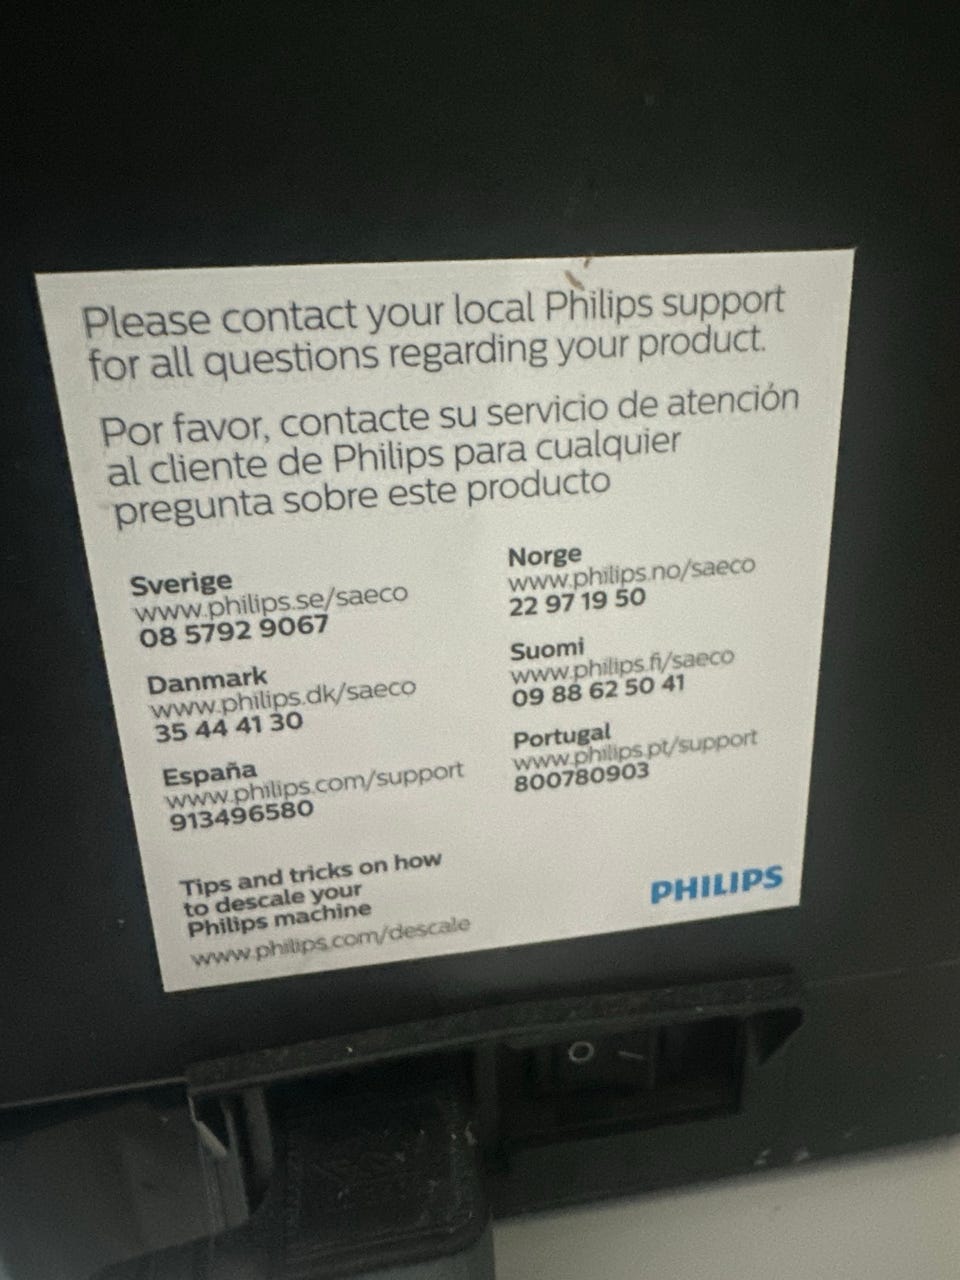 Please contact your local Philips support
for all questions regarding your product.
Por favor, contacte su servicio de atención
al cliente de Philips para cualquier
pregunta sobre este producto
Sverige
www.philips.se/saeco
08 5792 9067
Danmark
www.philips.dk/saeco
35 44 41 30
España
www.philips.com/support
913496580
Norge
www.philips.no/saeco
22 97 19 50
Suomi
www.philips.fi/saeco
09 88 62 50 41
Portugal
www.philips.pt/support
800780903
Tips and tricks on how
to descale your
Philips machine
www.philips.com/descale
PHILIPS